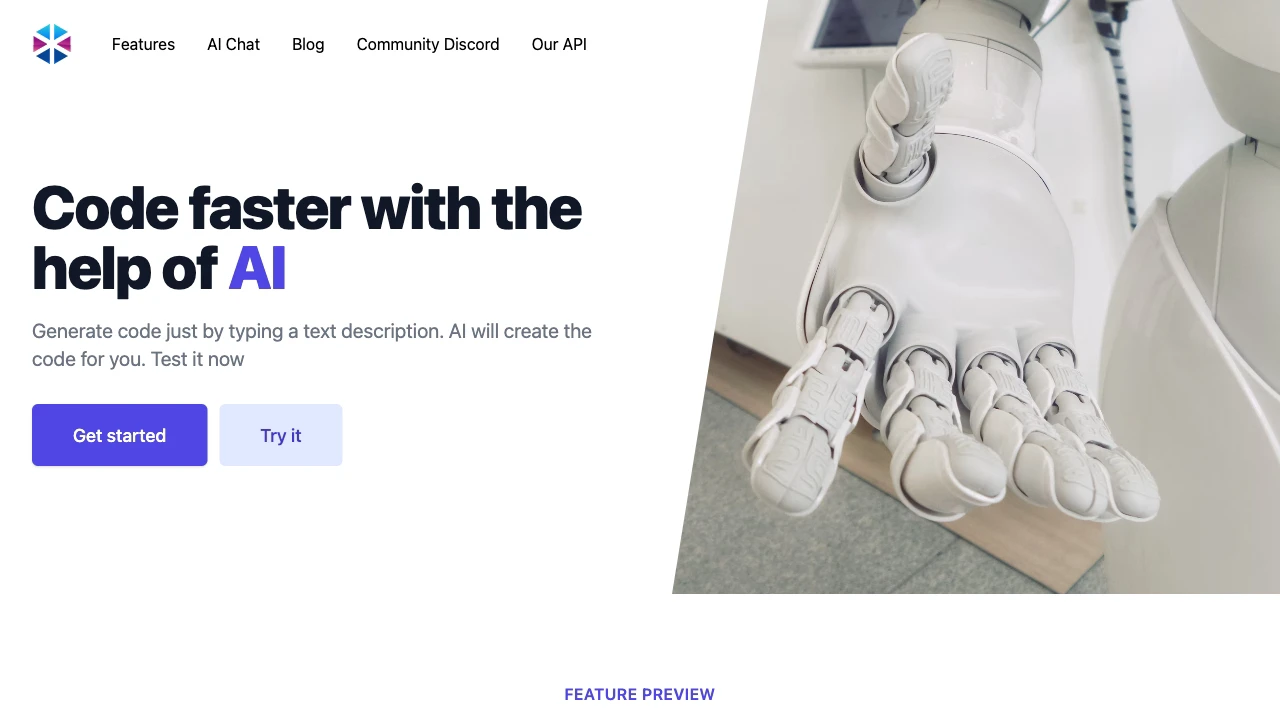 Features AI Chat Blog Community Discord Our API
Code faster with the
help of AI
Generate code just by typing a text description. AI will create the
code for you. Test it now
Get started Try it
FEATURE PREVIEW